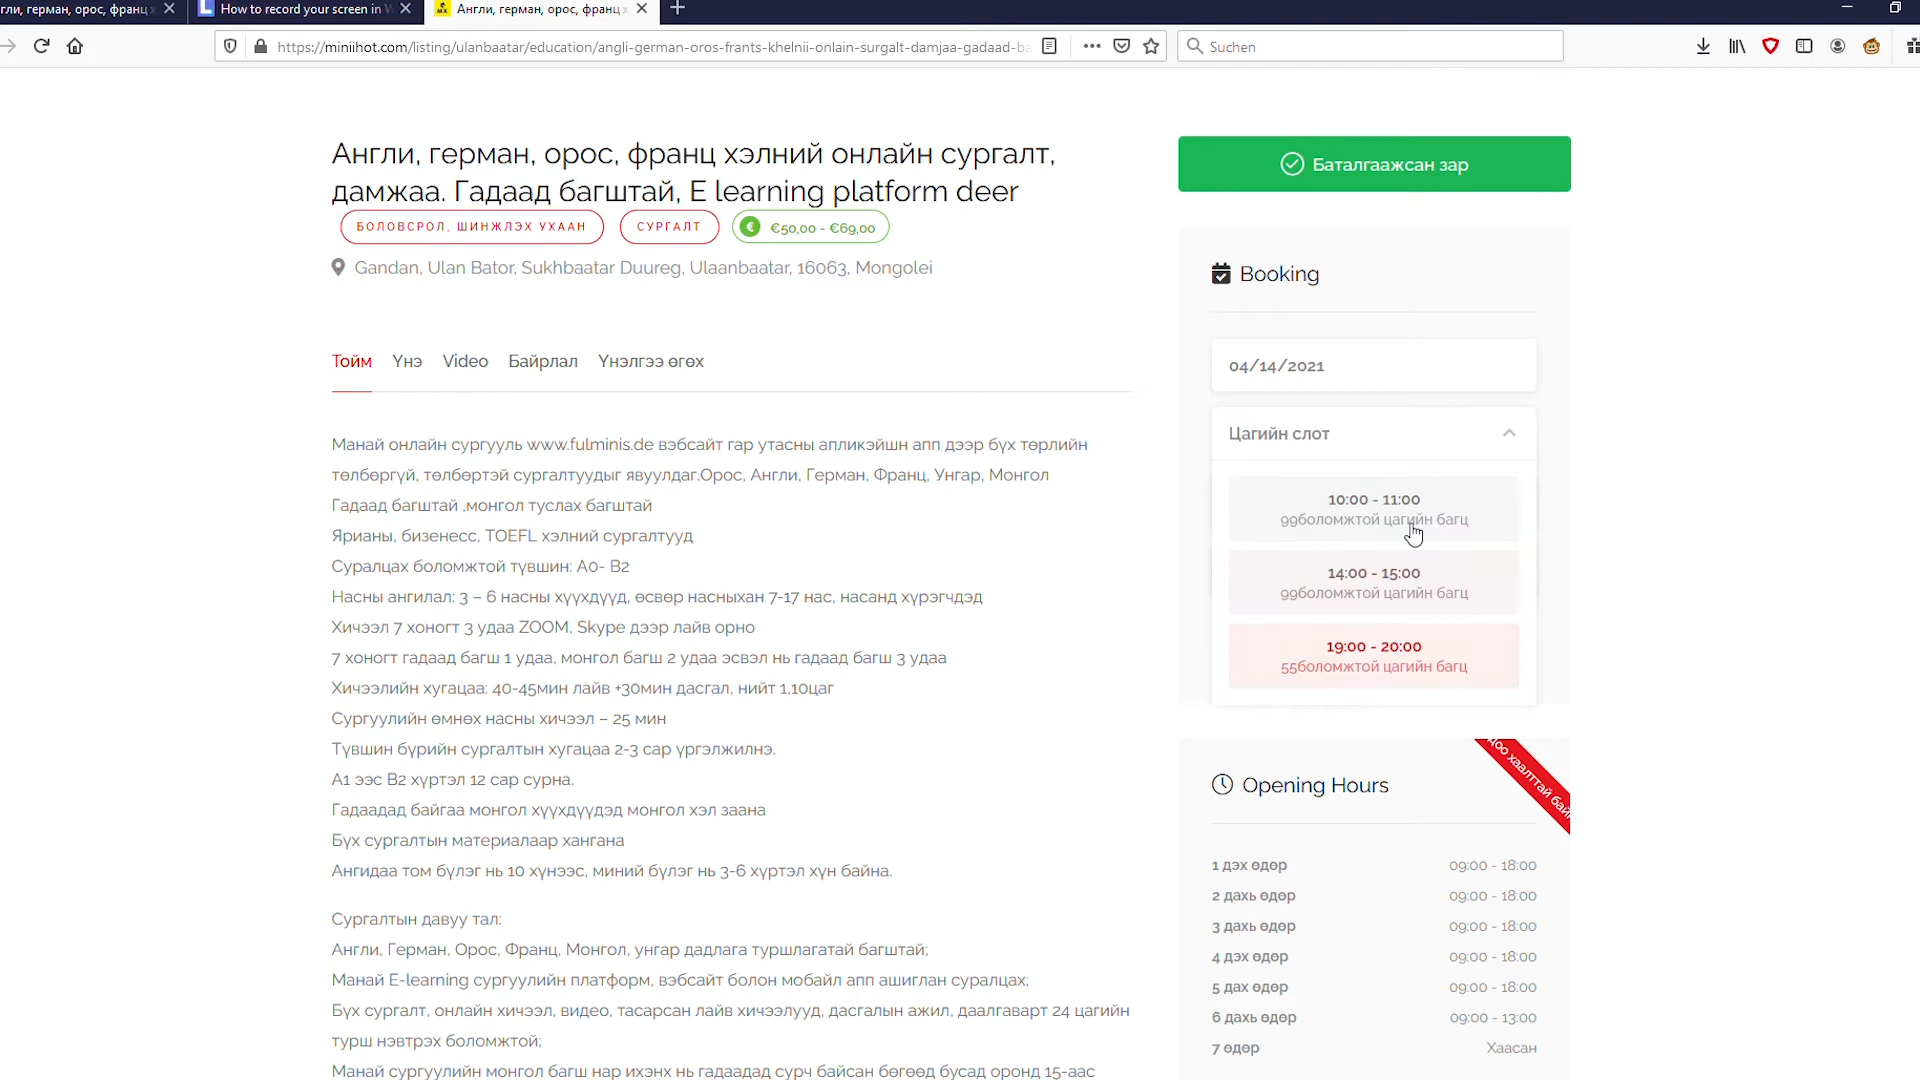 гли, герман, орос, франц х
How to record your screen in W
Англи, герман, орос, франц х
https://miniihot.com/listing/ulanbaatar/education/angli-german-oros-frants-khelnii-onlain-surgalt-damjaa-gadaad-ba
Suchen
Англи, герман, орос, франц хэлний онлайн сургалт,
дамжаа. Гадаад багштай, E learning platform deer
БОЛОВСРОЛ, ШИНЖЛЭХ УХААН
СУРГАЛТ
€50,00 - €69,00
Gandan, Ulan Bator, Sukhbaatar Duureg, Ulaanbaatar, 16063, Mongolei
Тойм
Үнэ
Video
Байрлал
Үнэлгээ өгөх
Манай онлайн сургууль www.fulminis.de вэбсайт гар утасны апликэйшн апп дээр бүх төрлийн
төлбөргүй, төлбөртэй сургалтуудыг явуулдаг.Орос, Англи, Герман, Франц, Унгар, Монгол
Гадаад багштай ,монгол туслах багштай
Ярианы, бизенесс, TOEFL хэлний сургалтууд
Суралцах боломжтой түвшин: А0- В2
Насны ангилал: 3 – 6 насны хүүхдүүд, өсвөр насныхан 7-17 нас, насанд хүрэгчдэд
Хичээл 7 хоногт 3 удаа ZOOM, Skype дээр лайв орно
7 хоногт гадаад багш 1 удаа, монгол багш 2 удаа эсвэл нь гадаад багш 3 удаа
Хичээлийн хугацаа: 40-45мин лайв +30мин дасгал, нийт 1,10цаг
Сургуулийн өмнөх насны хичээл – 25 мин
Түвшин бүрийн сургалтын хугацаа 2-3 сар үргэлжилнэ.
А1 ээс В2 хүртэл 12 сар сурна.
Гадаадад байгаа монгол хүүхдүүдэд монгол хэл заана
Бүх сургалтын материалаар хангана
Ангидаа том бүлэг нь 10 хүнээс, миний бүлэг нь 3-6 хүртэл хүн байна.
Сургалтын давуу тал:
Англи, Герман, Орос, Франц, Монгол, унгар дадлага туршлагатай багштай;
Манай E-learning сургуулийн платформ, вэбсайт болон мобайл апп ашиглан суралцах;
Бүх сургалт, онлайн хичээл, видео, тасарсан лайв хичээлууд, дасгалын ажил, даалгаварт 24 цагийн
турш нэвтрэх боломжтой;
Манай сургуулийн монгол багш нар ихэнх нь гадаадад сурч байсан бөгөөд бусад оронд 15-аас
Баталгаажсан зар
Booking
04/14/2021
Цагийн слот
10:00 - 11:00
99боломжтой цагийн багц
14:00 - 15:00
99боломжтой цагийн багц
19:00 - 20:00
55боломжтой цагийн багц
Opening Hours
доо хаалттай бай
1 дэх өдөр 09:00 - 18:00
2 дахь өдөр 09:00 - 18:00
3 дахь өдөр 09:00 - 18:00
4 дэх өдөр 09:00 - 18:00
5 дах өдөр 09:00 - 18:00
6 дахь өдөр 09:00 - 13:00
7 өдөр Хаасан